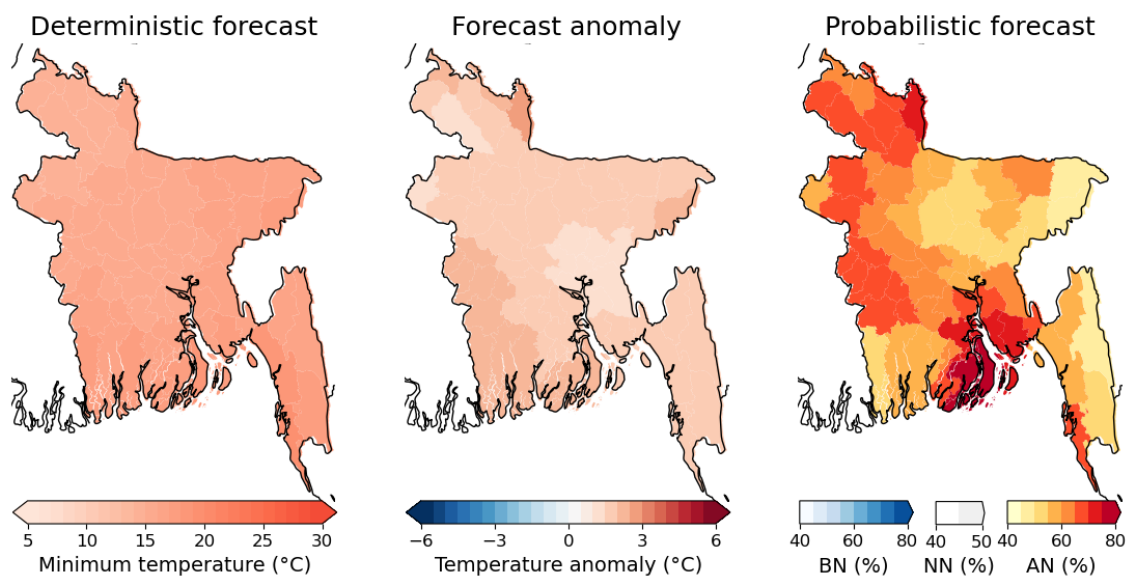 Deterministic forecast
Forecast anomaly
Probabilistic forecast
5 10 15 20 25 30
Minimum temperature (°C)
−6 −3 0 3 6
Temperature anomaly (°C)
40 60 80
BN (%)
40 50
NN (%)
40 60 80
AN (%)